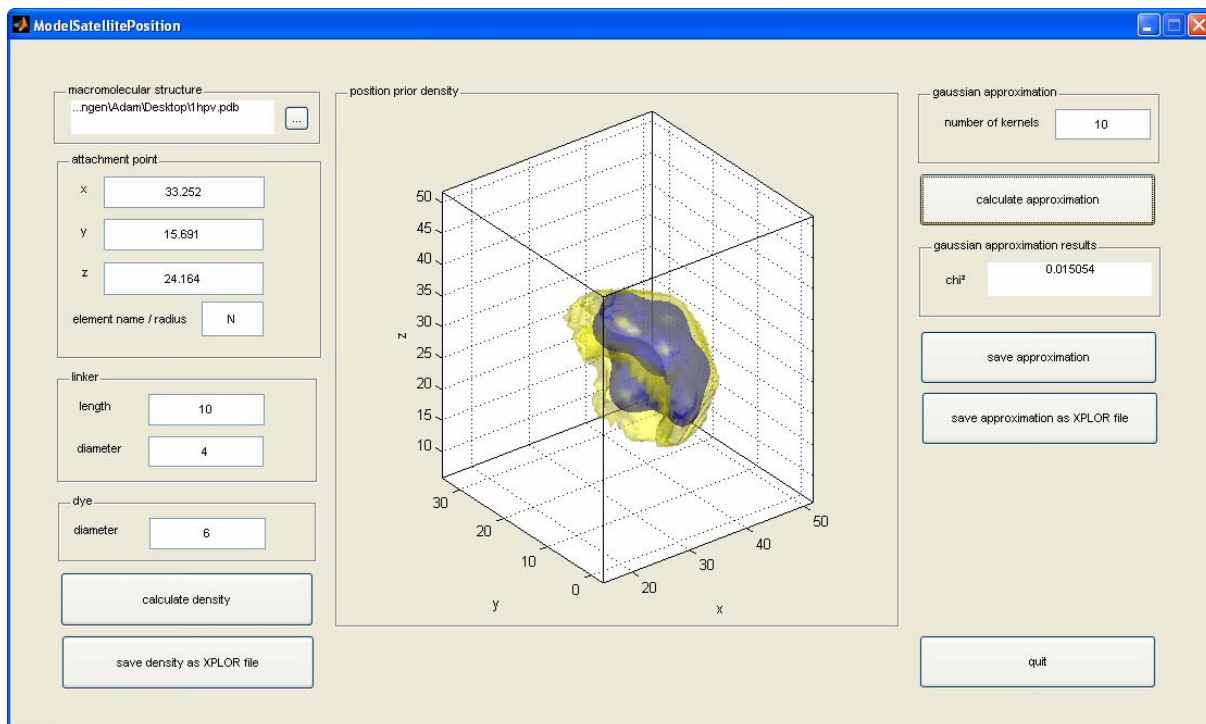 ModelSatellitePosition
macromolecular structure
...ngen\Adam\Desktop\1hpv.pdb
...
attachment point
x 33.252
y 15.691
z 24.164
element name / radius N
linker
length 10
diameter 4
dye
diameter 6
calculate density
save density as XPLOR file
position prior density
50
45
40
35
30
25
20
15
10
z
30
20
10
0
y
20
30
40
50
x
gaussian approximation
number of kernels 10
calculate approximation
gaussian approximation results
chi² 0.015054
save approximation
save approximation as XPLOR file
quit